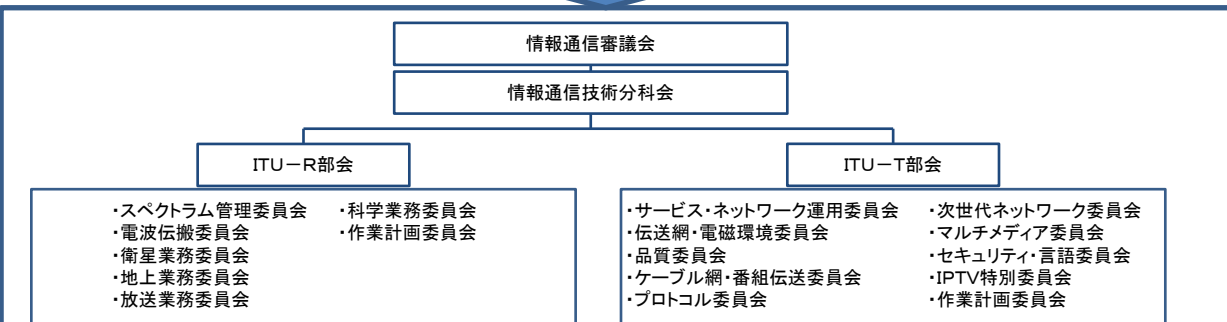 情報通信審議会
情報通信技術分科会
ITU－R部会
ITU－T部会
・スペクトラム管理委員会
・電波伝搬委員会
・衛星業務委員会
・地上業務委員会
・放送業務委員会
・科学業務委員会
・作業計画委員会
・サービス・ネットワーク運用委員会
・伝送網・電磁環境委員会
・品質委員会
・ケーブル網・番組伝送委員会
・プロトコル委員会
・次世代ネットワーク委員会
・マルチメディア委員会
・セキュリティ・言語委員会
・IPTV特別委員会
・作業計画委員会